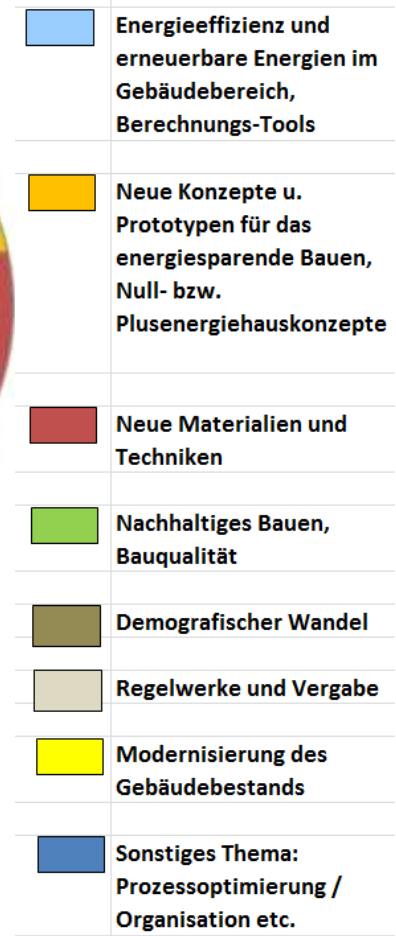 Energieeffizienz und
erneuerbare Energien im
Gebäudebereich,
Berechnungs-Tools
Neue Konzepte u.
Prototypen für das
energiesparende Bauen,
Null- bzw.
Plusenergiehauskonzepte
Neue Materialien und
Techniken
Nachhaltiges Bauen,
Bauqualität
Demografischer Wandel
Regelwerke und Vergabe
Modernisierung des
Gebäudebestands
Sonstiges Thema:
Prozessoptimierung /
Organisation etc.